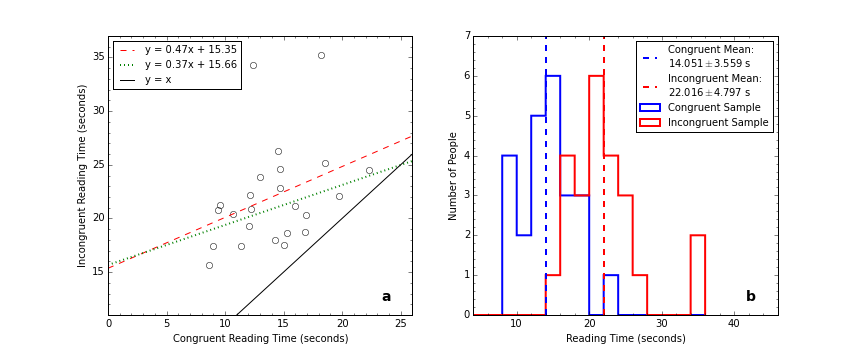 y = 0.47x + 15.35
y = 0.37x + 15.66
y = x
35
30
25
20
15
Incongruent Reading Time (seconds)
0 5 10 15 20 25
Congruent Reading Time (seconds)
a
Congruent Mean:
14.051±3.559 s
Incongruent Mean:
22.016±4.797 s
Congruent Sample
Incongruent Sample
7
6
5
4
3
2
1
0
Number of People
10 20 30 40
Reading Time (seconds)
b